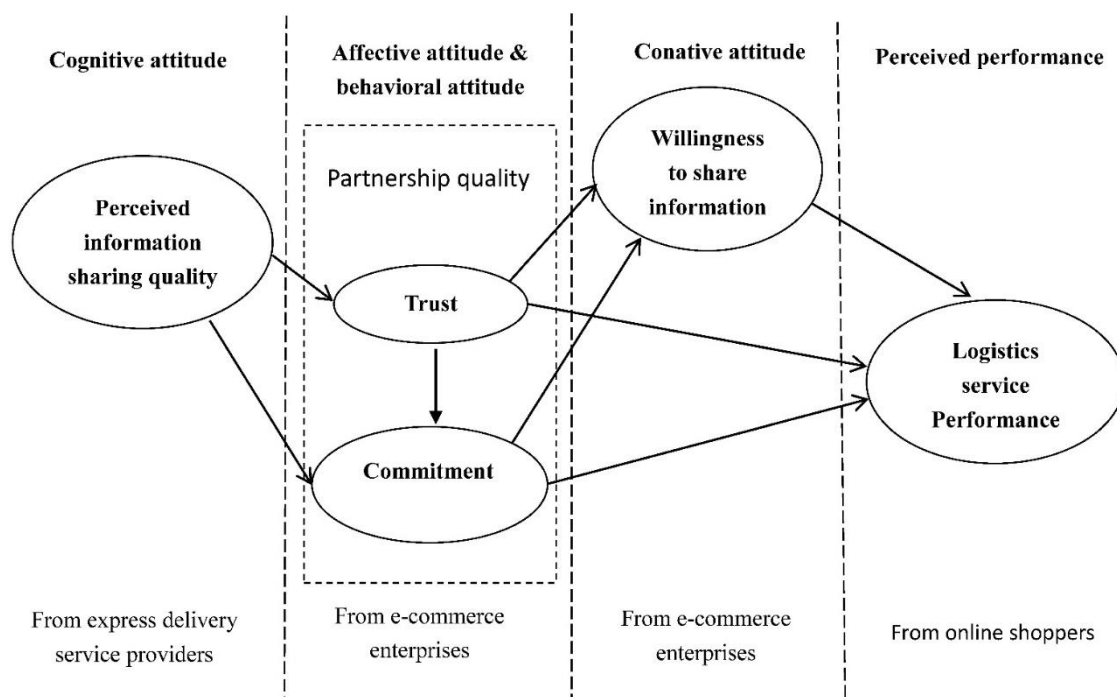 Cognitive attitude
Affective attitude &
behavioral attitude
Conative attitude
Perceived performance
Perceived
information
sharing quality
Partnership quality
Trust
Commitment
Willingness
to share
information
Logistics
service
Performance
From express delivery
service providers
From e-commerce
enterprises
From e-commerce
enterprises
From online shoppers